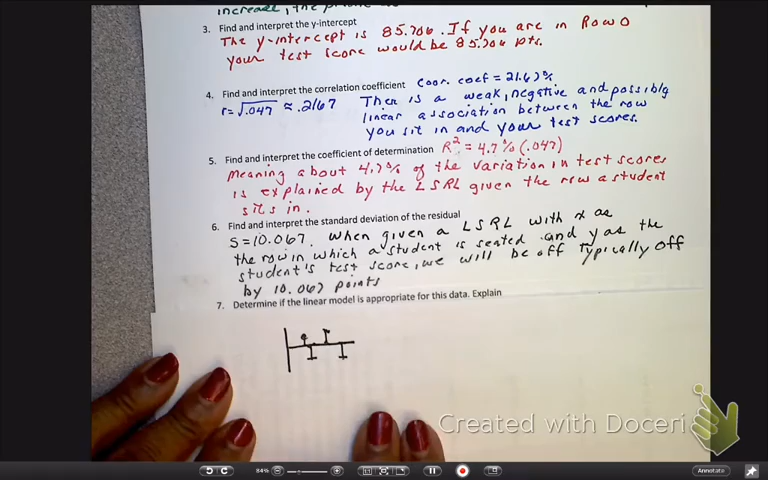 increase, the
3. Find and interpret the y-intercept
The y-intercept is 85.706. If you are in Row 0
your test score would be 85.706 pts.
4. Find and interpret the correlation coefficient Coor. coef = 21.67%
r=√.047 ≈ .2167 Ther is a weak, negative and possibly
linear association between the row
you sit in and your test scores.
5. Find and interpret the coefficient of determination R² = 4.7% (.047)
Meaning about 4.7% of the variation in test scores
is explained by the LSRL given the row a student
sits in.
6. Find and interpret the standard deviation of the residual
S=10.067. When given a LSRL with x as
the row in which a student is seated and y as the
student's test score, we will be off typically off
by 10.067 points
7. Determine if the linear model is appropriate for this data. Explain
Created with Doceri
84%
Annotate